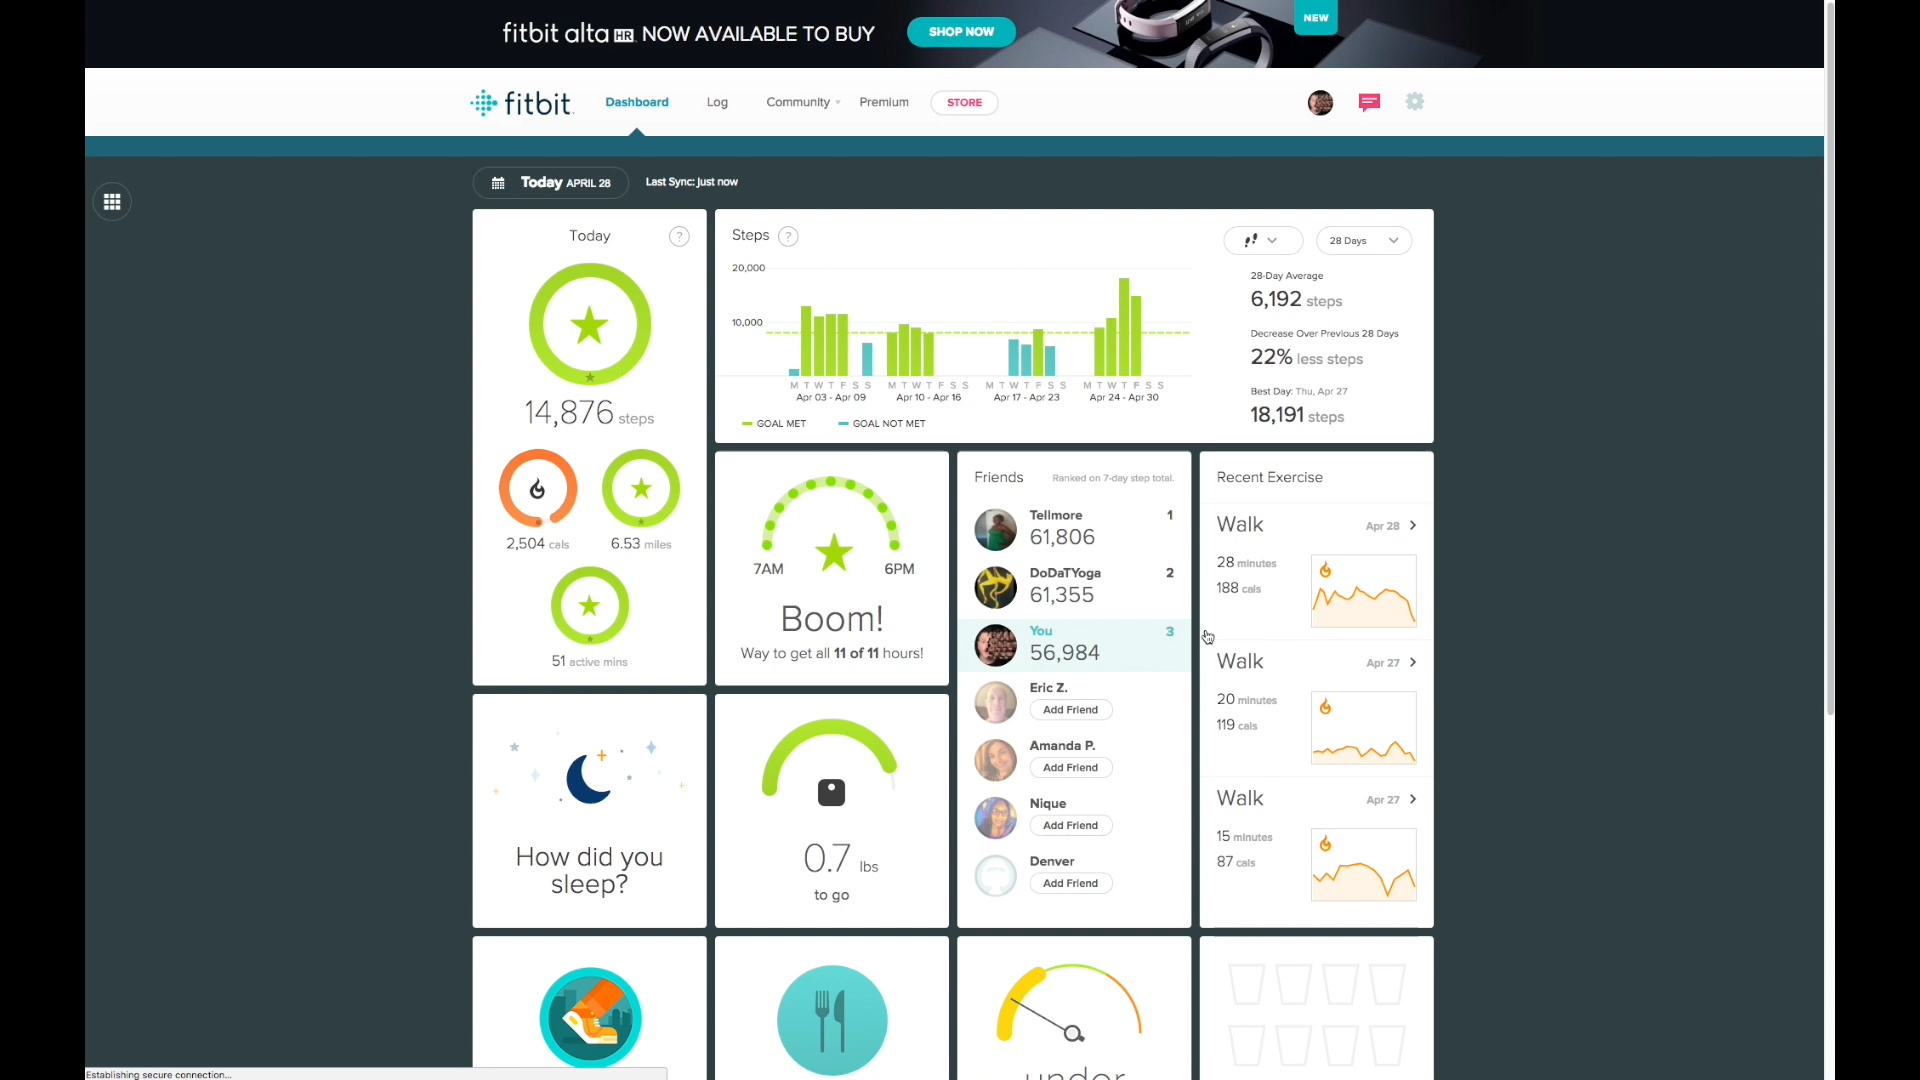 fitbit alta HR NOW AVAILABLE TO BUY
SHOP NOW
NEW
fitbit
Dashboard
Log
Community
Premium
STORE
Today APRIL 28
Last Sync: Just now
Today
?
14,876 steps
2,504 cals
6.53 miles
51 active mins
Steps
?
28 Days
20,000
10,000
M T W T F S S
M T W T F S S
M T W T F S S
M T W T F S S
Apr 03 - Apr 09
Apr 10 - Apr 16
Apr 17 - Apr 23
Apr 24 - Apr 30
GOAL MET
GOAL NOT MET
28-Day Average
6,192 steps
Decrease Over Previous 28 Days
22% less steps
Best Day: Thu, Apr 27
18,191 steps
7AM
6PM
Boom!
Way to get all 11 of 11 hours!
Friends
Ranked on 7-day step total.
Tellmore
1
61,806
DoDaTYoga
2
61,355
You
3
56,984
Eric Z.
Add Friend
Amanda P.
Add Friend
Nique
Add Friend
Denver
Add Friend
Recent Exercise
Walk
Apr 28
28 minutes
188 cals
Walk
Apr 27
20 minutes
119 cals
Walk
Apr 27
15 minutes
87 cals
How did you
sleep?
0.7 lbs
to go
under
Establishing secure connection...